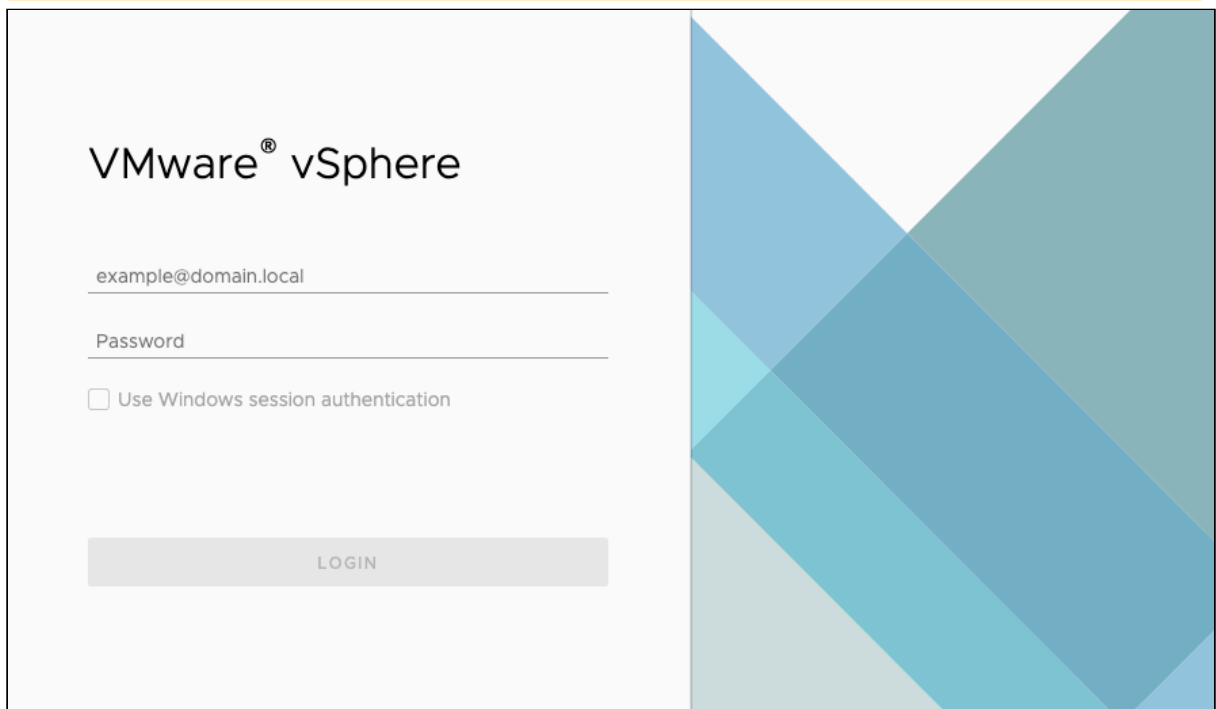 VMware® vSphere
example@domain.local
Password
Use Windows session authentication
LOGIN